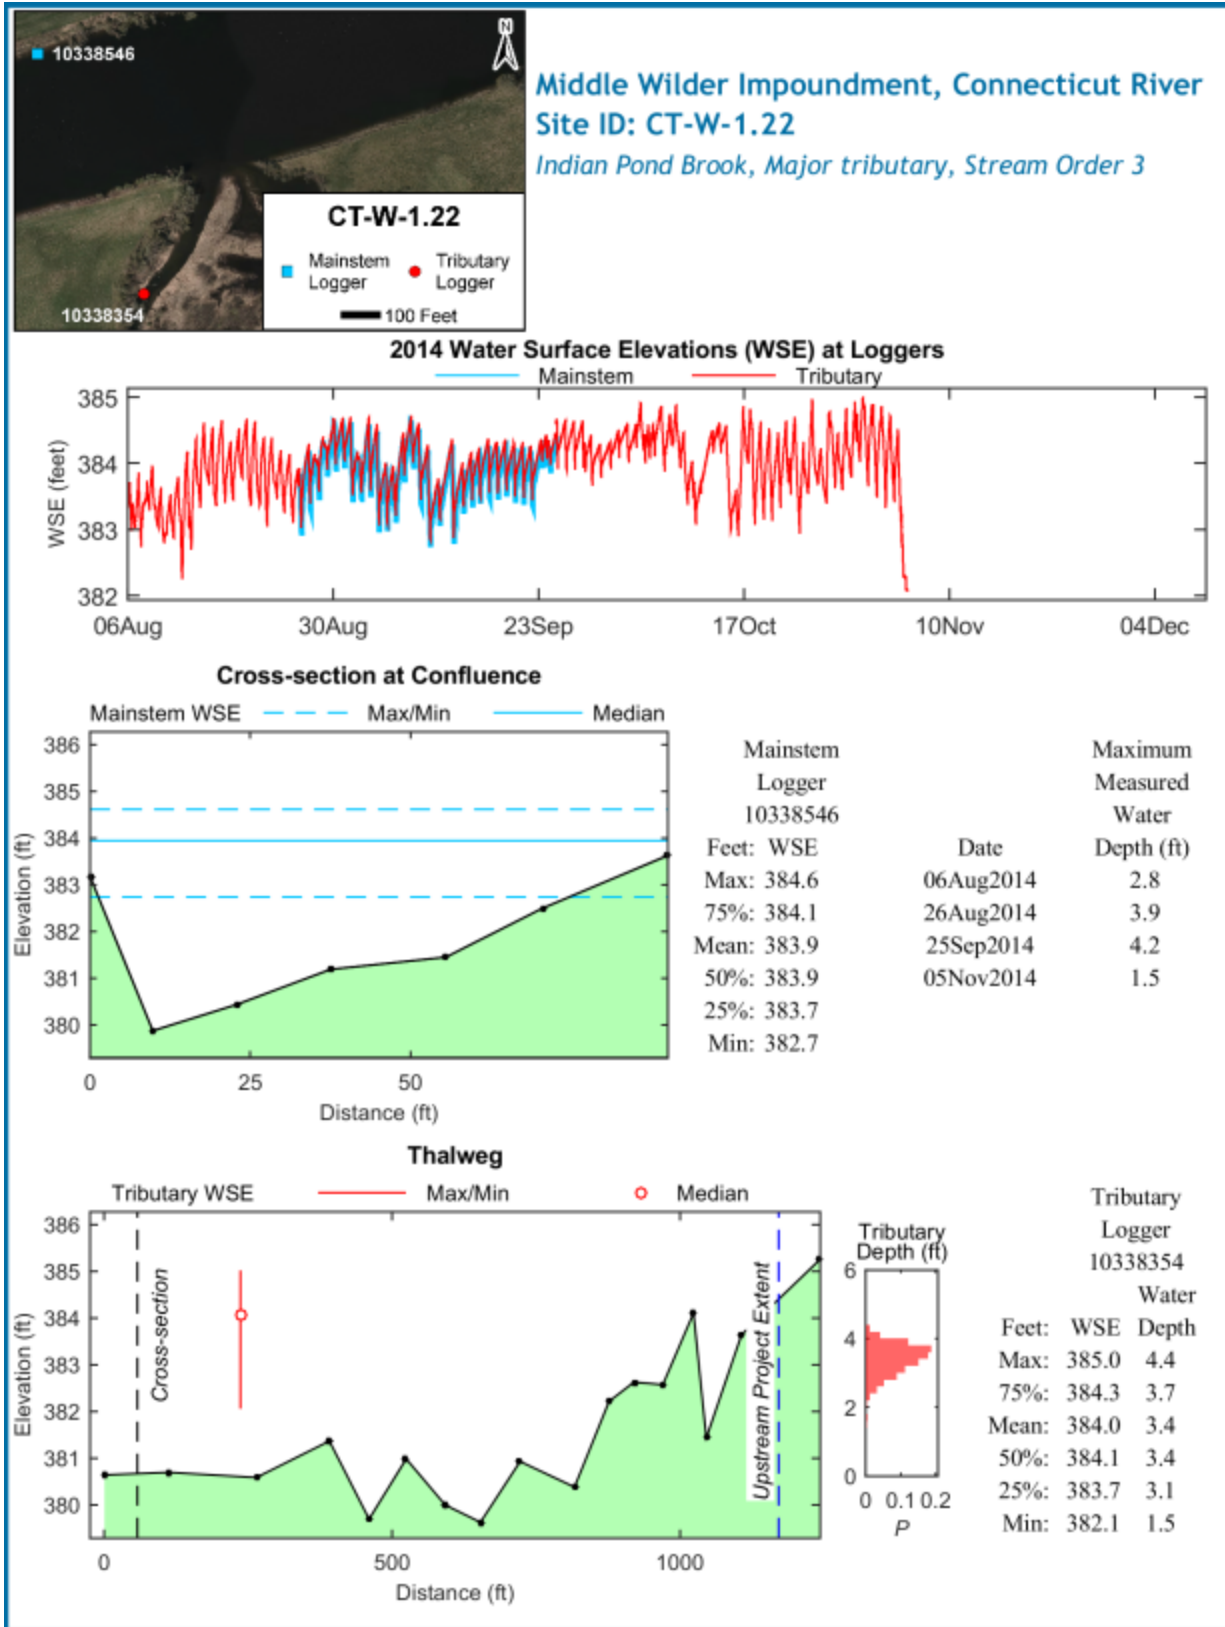 10338546
N
CT-W-1.22
Mainstem Logger
Tributary Logger
100 Feet
10338354
Middle Wilder Impoundment, Connecticut River
Site ID: CT-W-1.22
Indian Pond Brook, Major tributary, Stream Order 3
2014 Water Surface Elevations (WSE) at Loggers
Mainstem Tributary
WSE (feet)
385
384
383
382
06Aug 30Aug 23Sep 17Oct 10Nov 04Dec
Cross-section at Confluence
Mainstem WSE Max/Min Median
Elevation (ft)
386
385
384
383
382
381
380
0 25 50
Distance (ft)
Mainstem
Logger
10338546
Feet: WSE
Max: 384.6
75%: 384.1
Mean: 383.9
50%: 383.9
25%: 383.7
Min: 382.7
Maximum
Measured
Water
Date Depth (ft)
06Aug2014 2.8
26Aug2014 3.9
25Sep2014 4.2
05Nov2014 1.5
Thalweg
Tributary WSE Max/Min Median
Elevation (ft)
386
385
384
383
382
381
380
Cross-section
Upstream Project Extent
0 500 1000
Distance (ft)
Tributary
Depth (ft)
6
4
2
0
0 0.1 0.2
P
Tributary
Logger
10338354
Water
Feet: WSE Depth
Max: 385.0 4.4
75%: 384.3 3.7
Mean: 384.0 3.4
50%: 384.1 3.4
25%: 383.7 3.1
Min: 382.1 1.5